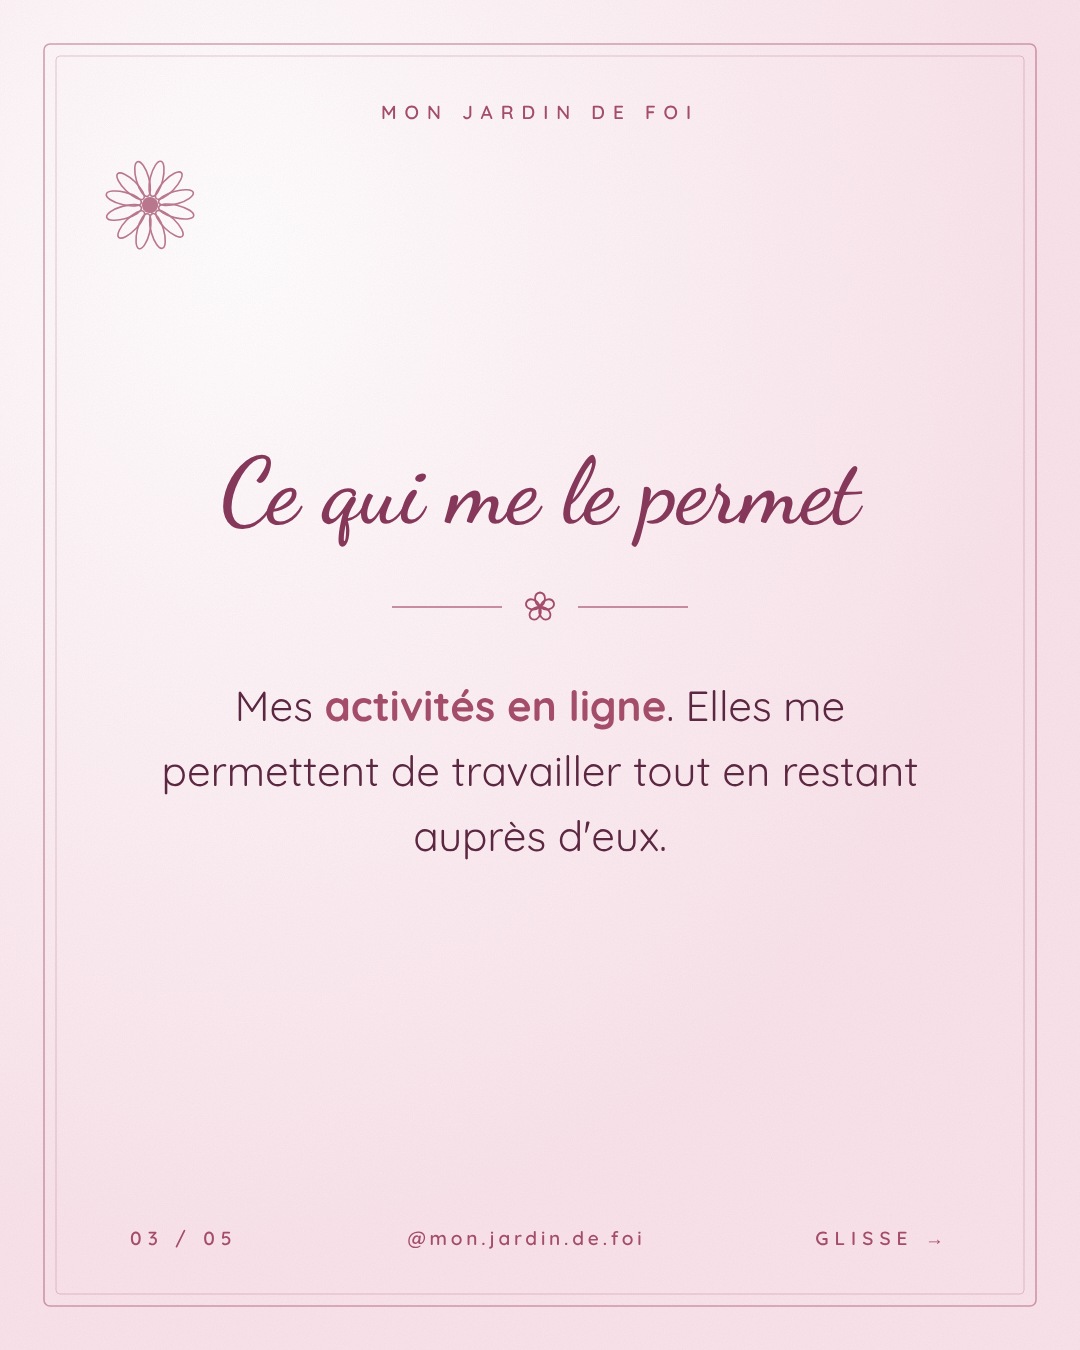 MON JARDIN DE FOI
Ce qui me le permet
Mes activités en ligne. Elles me
permettent de travailler tout en restant
auprès d'eux.
03 / 05
@mon.jardin.de.foi
GLISSE →